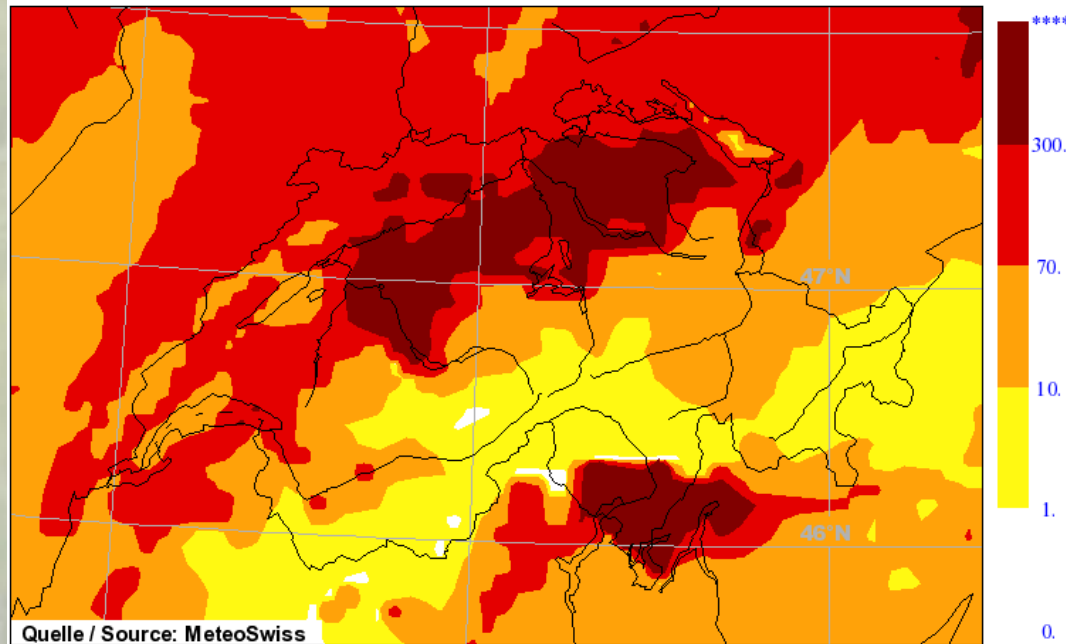 ****
300.
70.
47°N
10.
1.
46°N
0.
Quelle / Source: MeteoSwiss